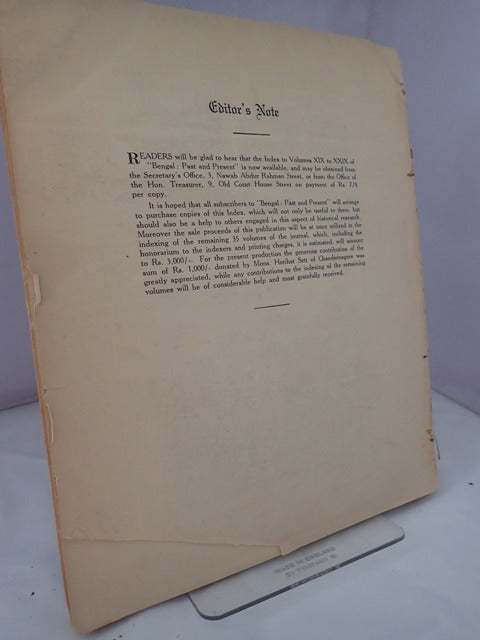 Editor's Note
READERS will be glad to hear that the Index to Volumes XIX to XXIX of
"Bengal : Past and Present" is now available, and may be obtained from
the Secretary's Office, 3, Nawab Abdur Rahman Street, or from the Office of
the Hon. Treasurer, 9, Old Court House Street on payment of Rs. 7/8
per copy.
It is hoped that all subscribers to "Bengal : Past and Present" will arrange
to purchase copies of this Index, which will not only be useful to them, but
should also be a help to others engaged in this aspect of historical research.
Moreover the sale proceeds of this publication will be at once utilized in the
indexing of the remaining 35 volumes of the journal, which, including the
honorarium to the indexers and printing charges, it is estimated, will amount
to Rs. 3,000/-. For the present production the generous contribution of the
sum of Rs. 1,000/- donated by Mons. Horihar Sett of Chandernagore was
greatly appreciated, while any contributions to the indexing of the remaining
volumes will be of considerable help and most gratefully received.
MADE IN ENGLAND
BY